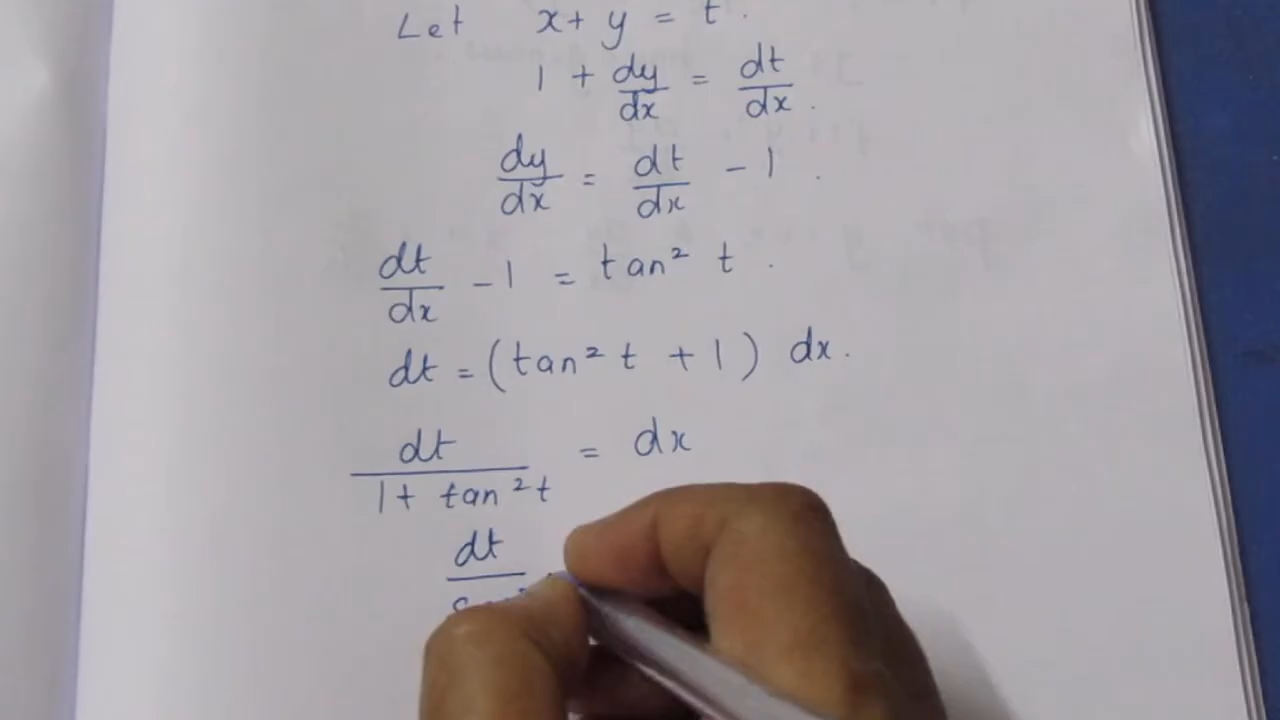 Let x + y = t .
1 + dy/dx = dt/dx .
dy/dx = dt/dx - 1 .
dt/dx - 1 = tan² t .
dt = (tan² t + 1) dx .
dt/(1 + tan² t) = dx
dt